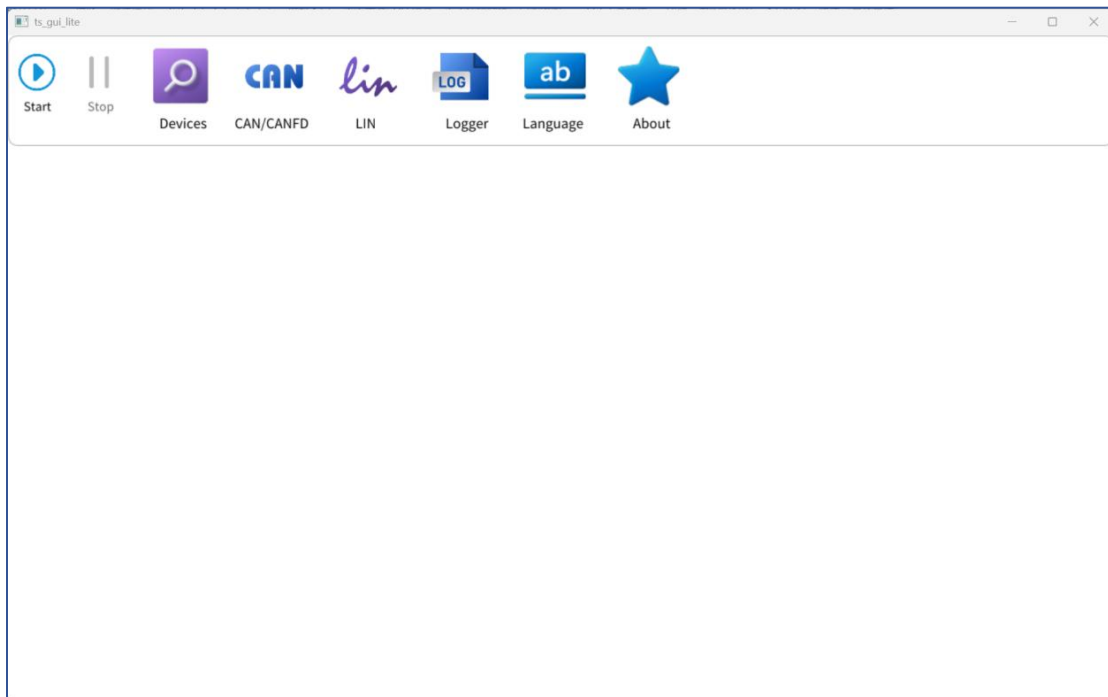 ts_gui_lite
CAN lin LOG ab
Start Stop
Devices CAN/CANFD LIN Logger Language About